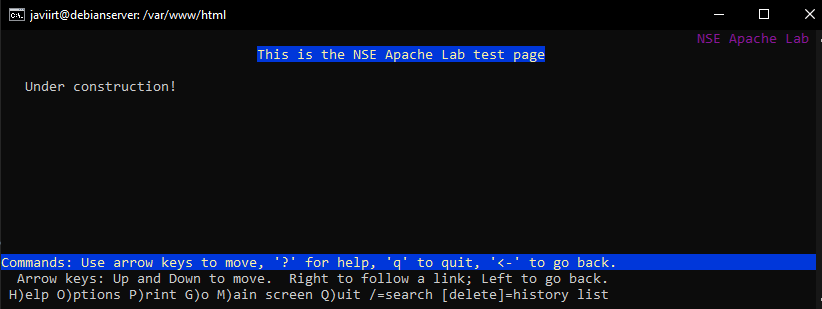 javiirt@debianserver: /var/www/html
NSE Apache Lab
This is the NSE Apache Lab test page
Under construction!
Commands: Use arrow keys to move, '?' for help, 'q' to quit, '<-' to go back.
Arrow keys: Up and Down to move.  Right to follow a link; Left to go back.
H)elp O)ptions P)rint G)o M)ain screen Q)uit /=search [delete]=history list